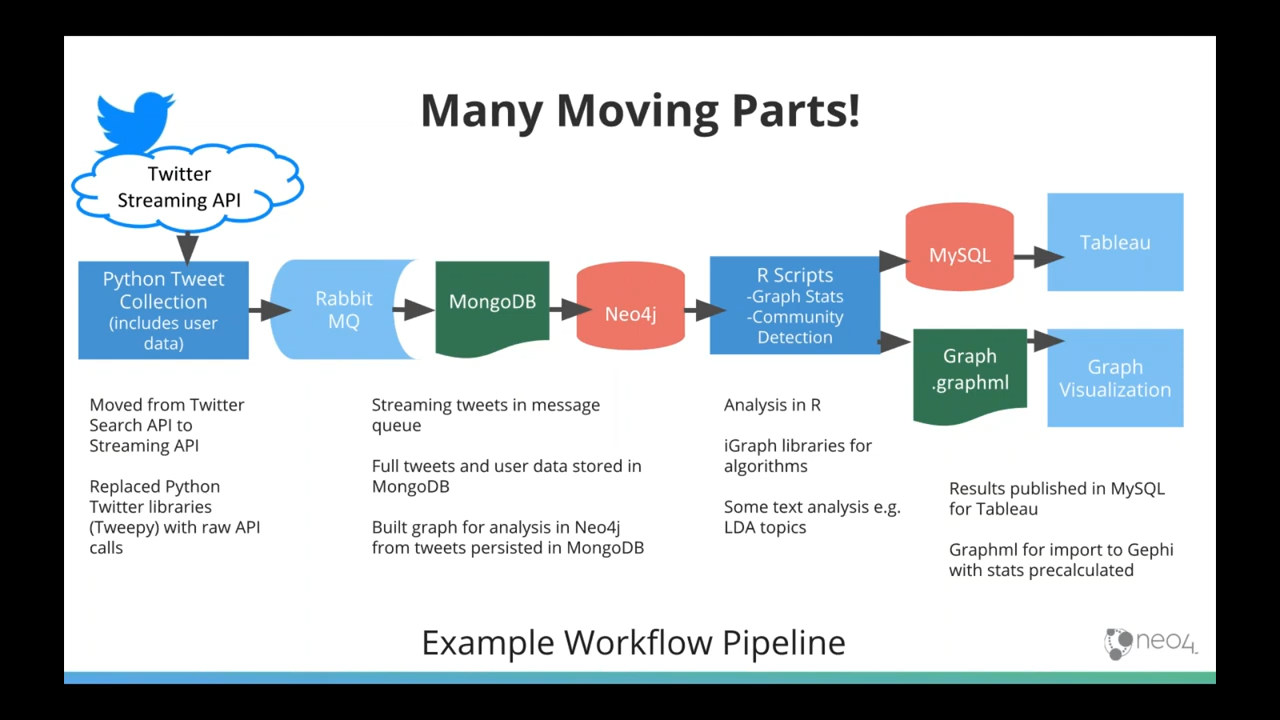 Many Moving Parts!
Twitter
Streaming API
Python Tweet
Collection
(includes user
data)
Rabbit
MQ
MongoDB
Neo4j
R Scripts
-Graph Stats
-Community
Detection
MySQL
Tableau
Graph
.graphml
Graph
Visualization
Moved from Twitter
Search API to
Streaming API
Replaced Python
Twitter libraries
(Tweepy) with raw API
calls
Streaming tweets in message
queue
Full tweets and user data stored in
MongoDB
Built graph for analysis in Neo4j
from tweets persisted in MongoDB
Analysis in R
iGraph libraries for
algorithms
Some text analysis e.g.
LDA topics
Results published in MySQL
for Tableau
Graphml for import to Gephi
with stats precalculated
Example Workflow Pipeline
neo4j